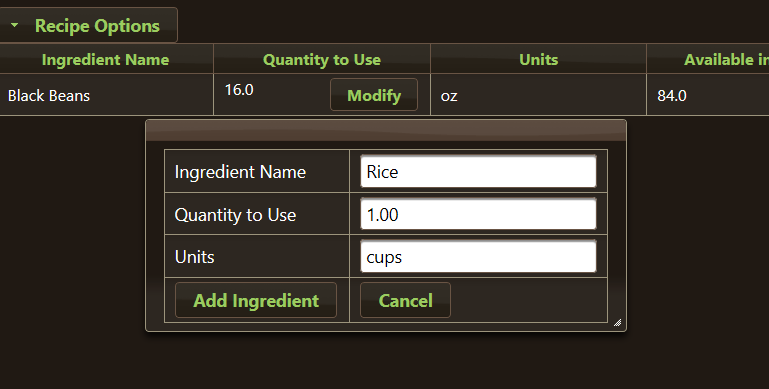 Recipe Options
Ingredient Name Quantity to Use Units Available in
Black Beans 16.0 Modify oz 84.0
Ingredient Name Rice
Quantity to Use 1.00
Units cups
Add Ingredient Cancel